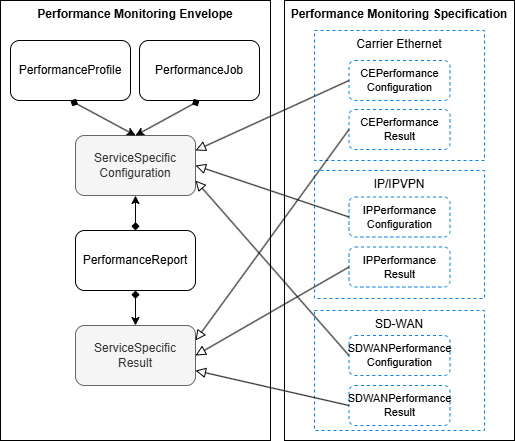 Performance Monitoring Envelope
PerformanceProfile
PerformanceJob
ServiceSpecific
Configuration
PerformanceReport
ServiceSpecific
Result
Performance Monitoring Specification
Carrier Ethernet
CEPerformance
Configuration
CEPerformance
Result
IP/IPVPN
IPPerformance
Configuration
IPPerformance
Result
SD-WAN
SDWANPerformance
Configuration
SDWANPerformance
Result